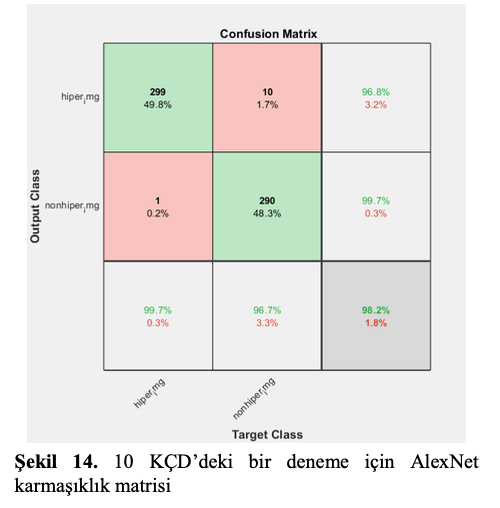 Confusion Matrix
Output Class
hiper_img
299
49.8%
10
1.7%
96.8%
3.2%
nonhiper_img
1
0.2%
290
48.3%
99.7%
0.3%
99.7%
0.3%
96.7%
3.3%
98.2%
1.8%
hiper_img
nonhiper_img
Target Class
Şekil 14. 10 KÇD’deki bir deneme için AlexNet
karmaşıklık matrisi